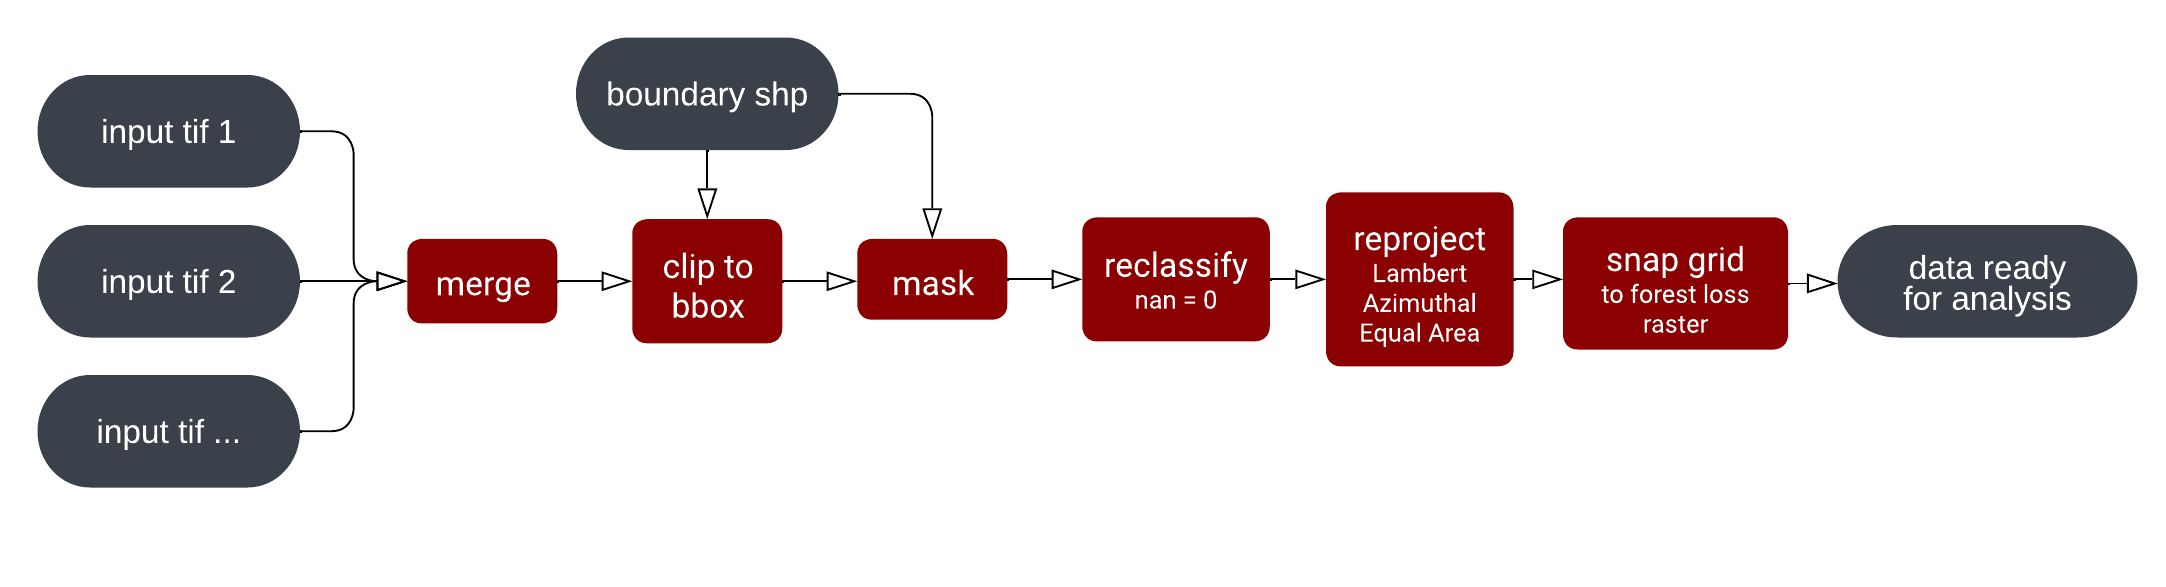 input tif 1
input tif 2
input tif ...
merge
boundary shp
clip to
bbox
mask
reclassify
nan = 0
reproject
Lambert
Azimuthal
Equal Area
snap grid
to forest loss
raster
data ready
for analysis